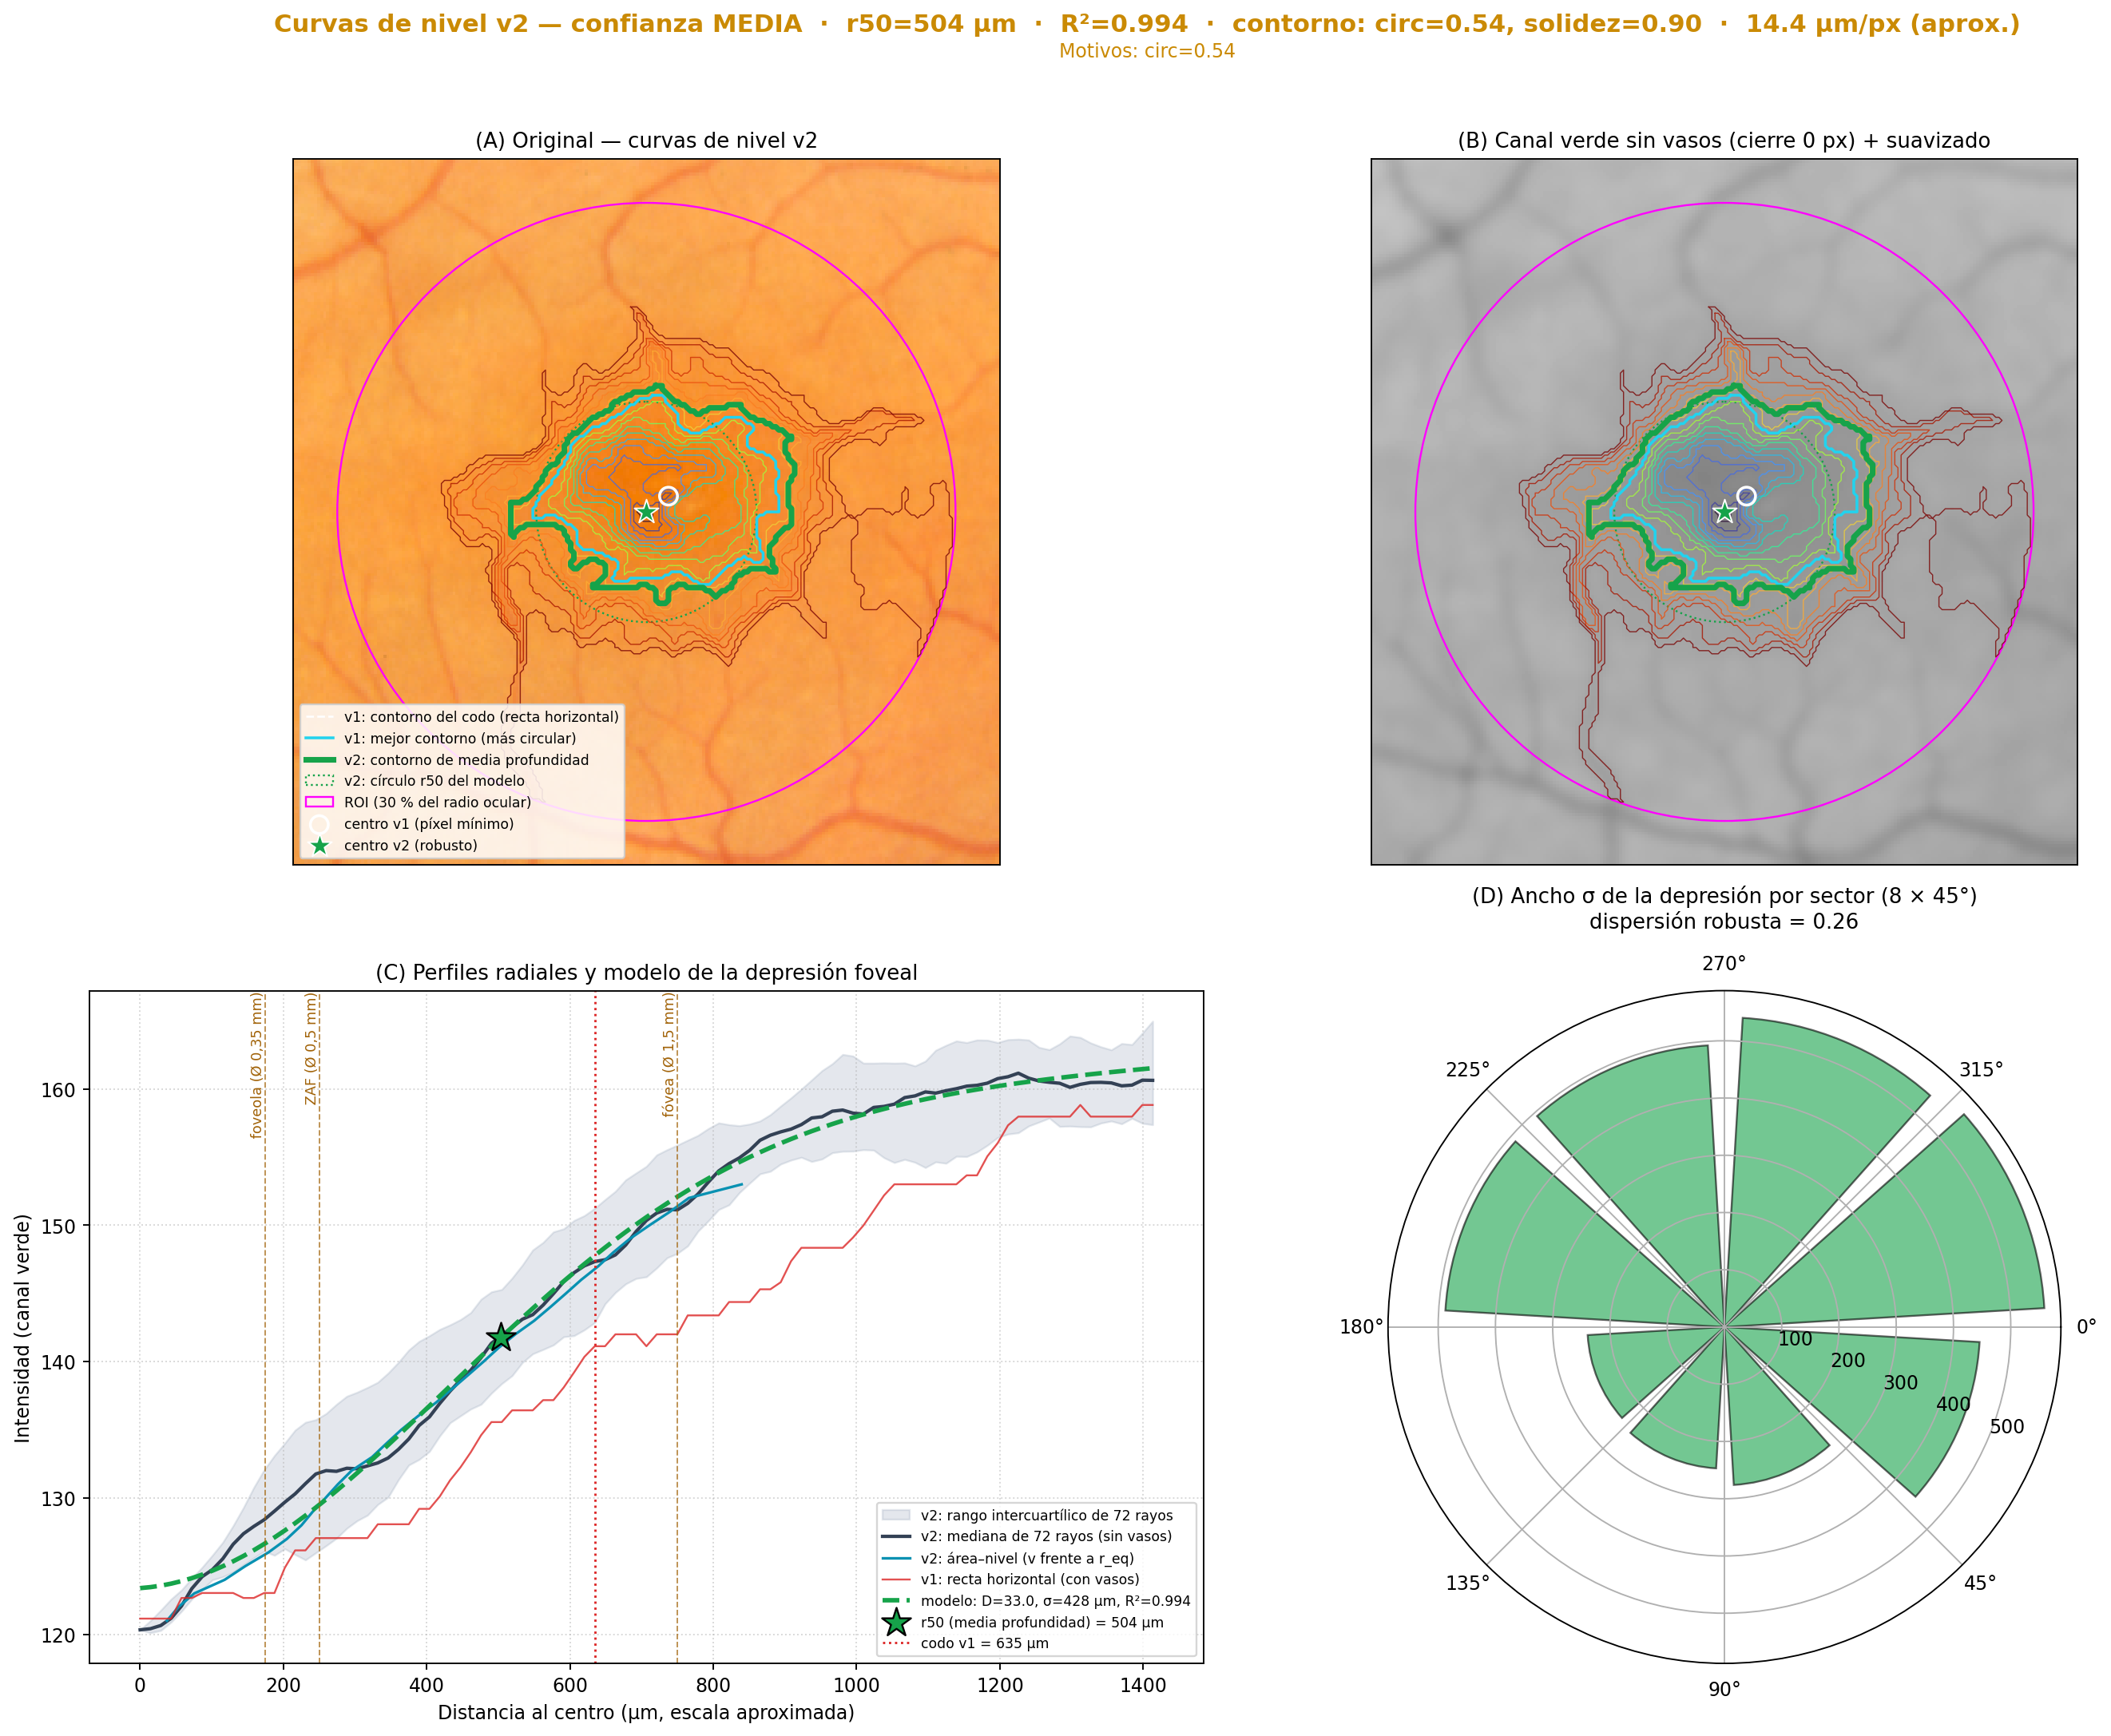 Curvas de nivel v2 — confianza MEDIA · r50=504 µm · R²=0.994 · contorno: circ=0.54, solidez=0.90 · 14.4 µm/px (aprox.)
Motivos: circ=0.54
(A) Original — curvas de nivel v2
v1: contorno del codo (recta horizontal)
v1: mejor contorno (más circular)
v2: contorno de media profundidad
v2: círculo r50 del modelo
ROI (30 % del radio ocular)
centro v1 (píxel mínimo)
centro v2 (robusto)
(B) Canal verde sin vasos (cierre 0 px) + suavizado
(C) Perfiles radiales y modelo de la depresión foveal
foveola (Ø 0,35 mm)
ZAF (Ø 0,5 mm)
fóvea (Ø 1,5 mm)
Intensidad (canal verde)
160
150
140
130
120
0 200 400 600 800 1000 1200 1400
Distancia al centro (µm, escala aproximada)
v2: rango intercuartílico de 72 rayos
v2: mediana de 72 rayos (sin vasos)
v2: área–nivel (v frente a r_eq)
v1: recta horizontal (con vasos)
modelo: D=33.0, σ=428 µm, R²=0.994
r50 (media profundidad) = 504 µm
codo v1 = 635 µm
(D) Ancho σ de la depresión por sector (8 × 45°)
dispersión robusta = 0.26
270°
225°
315°
180°
0°
100
200
300
400
500
135°
45°
90°